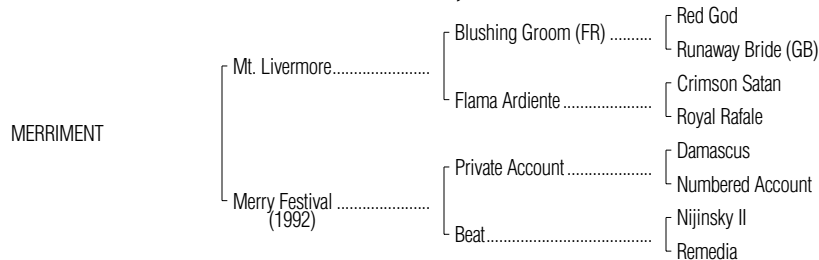 Red God
Blushing Groom (FR) ..........
Runaway Bride (GB)
Mt. Livermore.......................
Crimson Satan
Flama Ardiente .....................
Royal Rafale
MERRIMENT
Damascus
Private Account ....................
Numbered Account
Merry Festival ......................
(1992)
Nijinsky II
Beat.......................................
Remedia